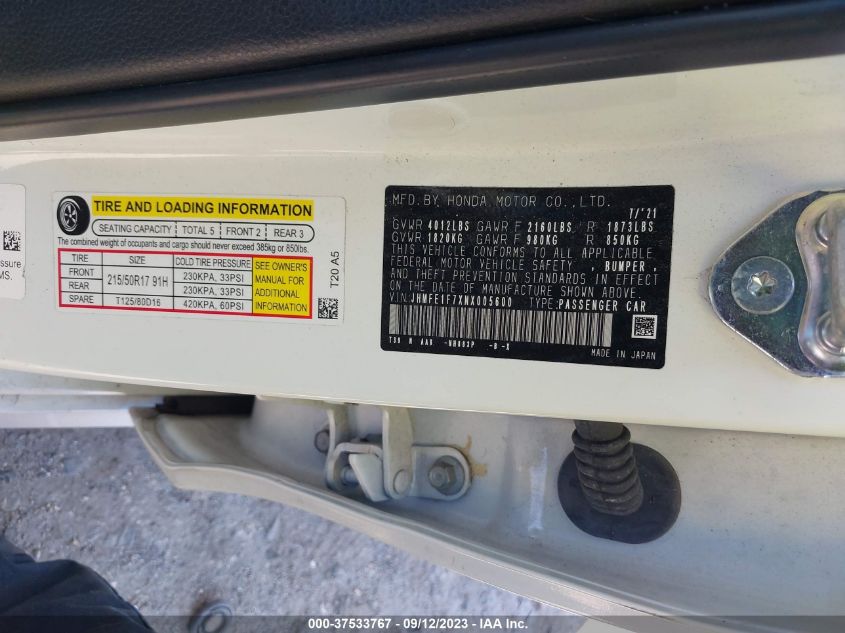 ssure
MS.
TIRE AND LOADING INFORMATION
SEATING CAPACITY TOTAL 5 FRONT 2 REAR 3
The combined weight of occupants and cargo should never exceed 385kg or 850lbs.
TIRE SIZE COLD TIRE PRESSURE
FRONT 215/50R17 91H 230KPA, 33PSI
REAR 230KPA, 33PSI
SPARE T125/80D16 420KPA, 60PSI
SEE OWNER'S
MANUAL FOR
ADDITIONAL
INFORMATION
T20 A5
MFD. BY HONDA MOTOR CO., LTD.
7/'21
GVWR 4012LBS GAWR F 2160LBS R 1873LBS
GVWR 1820KG GAWR F 980KG R 850KG
THIS VEHICLE CONFORMS TO ALL APPLICABLE
FEDERAL MOTOR VEHICLE SAFETY , BUMPER ,
AND THEFT PREVENTION STANDARDS IN EFFECT
ON THE DATE OF MANUFACTURE SHOWN ABOVE.
VIN: JHMFE1F7XNX005600 TYPE: PASSENGER CAR
NH883P -B -X
MADE IN JAPAN
000-37533767 - 09/12/2023 - IAAI.com